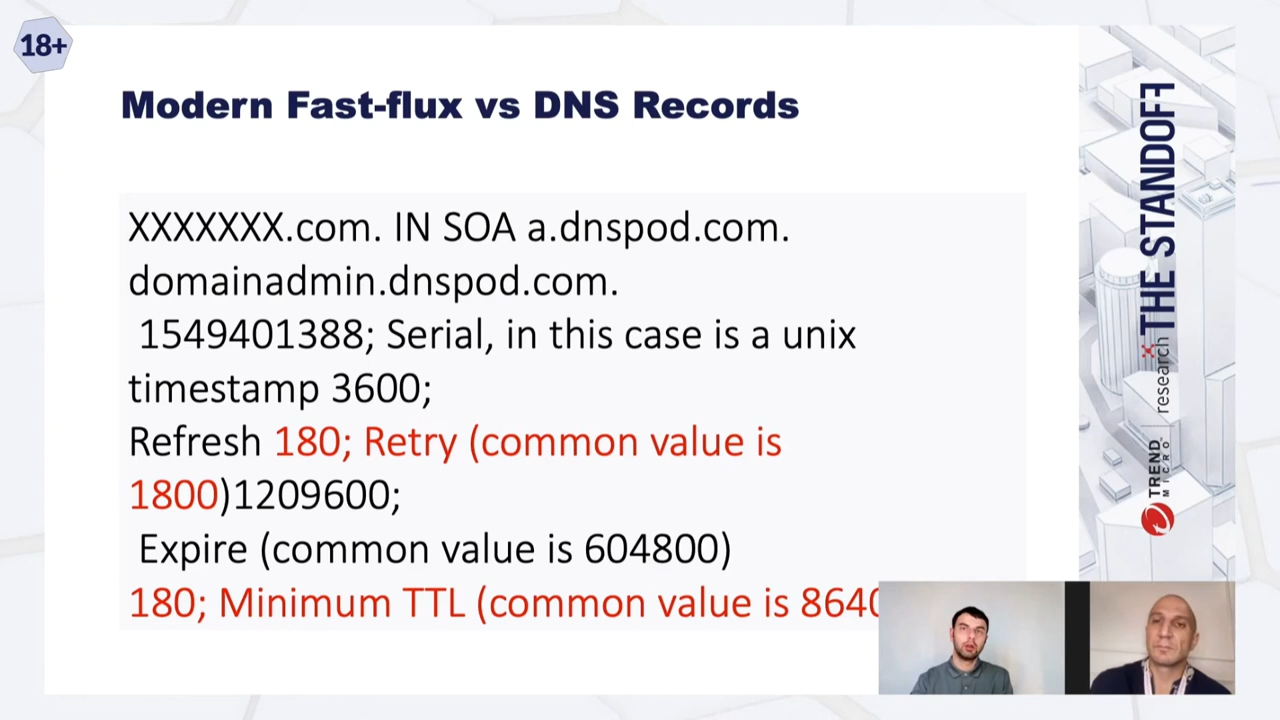 18+
Modern Fast-flux vs DNS Records
XXXXXXX.com. IN SOA a.dnspod.com.
domainadmin.dnspod.com.
1549401388; Serial, in this case is a unix
timestamp 3600;
Refresh 180; Retry (common value is
1800)1209600;
Expire (common value is 604800)
180; Minimum TTL (common value is 8640
THE STANDOFF
research
TREND
MICRO